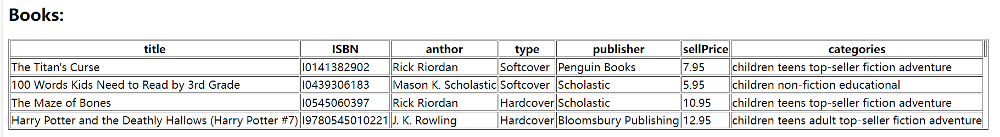 Books:
title ISBN anthor type publisher sellPrice categories
The Titan's Curse I0141382902 Rick Riordan Softcover Penguin Books 7.95 children teens top-seller fiction adventure
100 Words Kids Need to Read by 3rd Grade I0439306183 Mason K. Scholastic Softcover Scholastic 5.95 children non-fiction educational
The Maze of Bones I0545060397 Rick Riordan Hardcover Scholastic 10.95 children teens top-seller fiction adventure
Harry Potter and the Deathly Hallows (Harry Potter #7) I9780545010221 J. K. Rowling Hardcover Bloomsbury Publishing 12.95 children teens adult top-seller fiction adventure